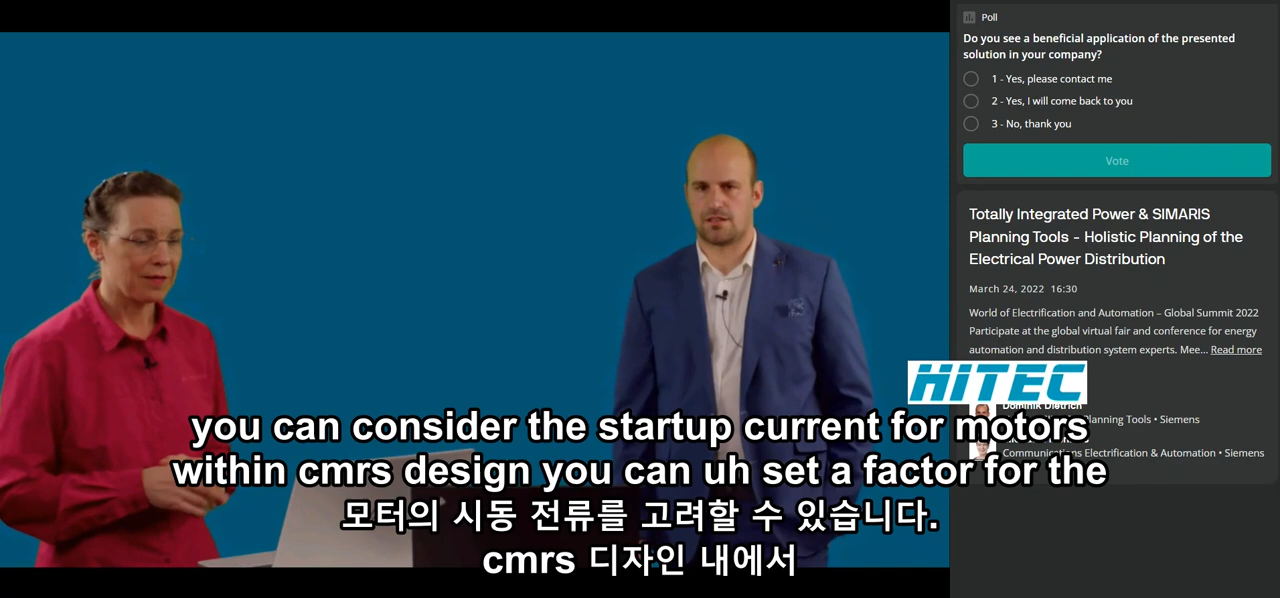 Poll
Do you see a beneficial application of the presented
solution in your company?
1 - Yes, please contact me
2 - Yes, I will come back to you
3 - No, thank you
Vote
Totally Integrated Power & SIMARIS
Planning Tools - Holistic Planning of the
Electrical Power Distribution
March 24, 2022 16:30
World of Electrification and Automation – Global Summit 2022
Participate at the global virtual fair and conference for energy
automation and distribution system experts. Mee... Read more
HITEC
Dominik Dietrich
Planning Tools • Siemens
Communications Electrification & Automation • Siemens
you can consider the startup current for motors
within cmrs design you can uh set a factor for the
모터의 시동 전류를 고려할 수 있습니다.
cmrs 디자인 내에서